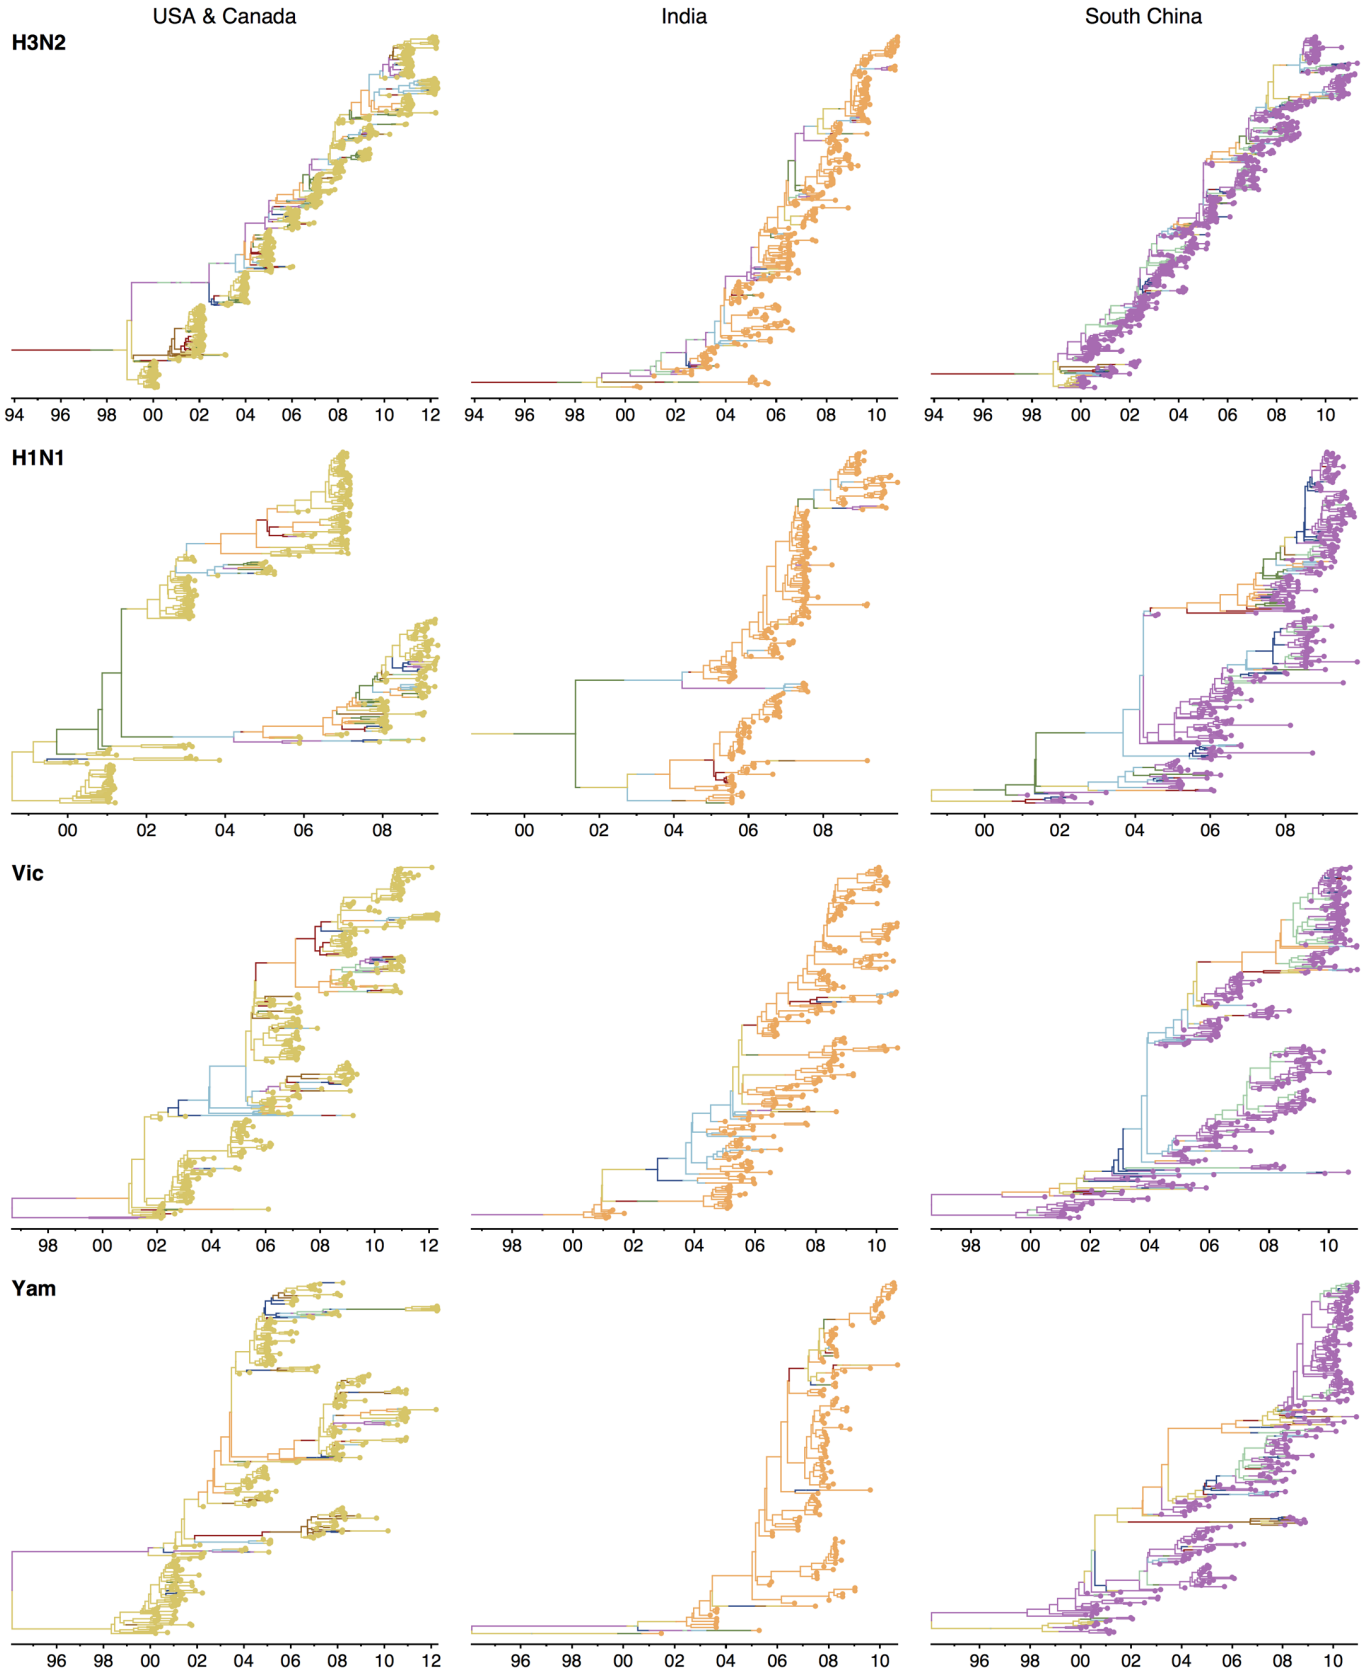 USA & Canada India South China
H3N2
94 96 98 00 02 04 06 08 10 12 94 96 98 00 02 04 06 08 10 94 96 98 00 02 04 06 08 10
H1N1
00 02 04 06 08 00 02 04 06 08 00 02 04 06 08
Vic
98 00 02 04 06 08 10 12 98 00 02 04 06 08 10 98 00 02 04 06 08 10
Yam
96 98 00 02 04 06 08 10 12 96 98 00 02 04 06 08 10 96 98 00 02 04 06 08 10